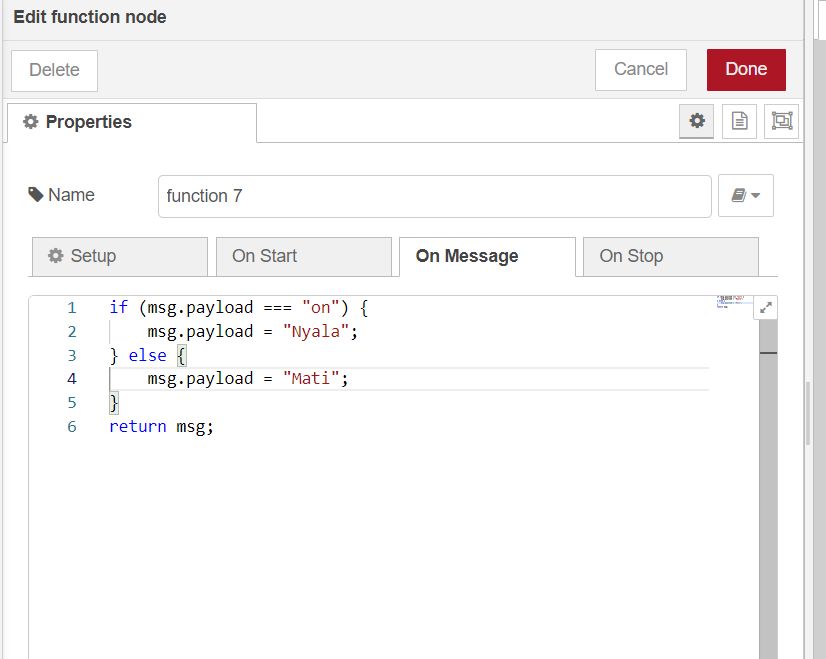 Edit function node
Delete
Cancel
Done
Properties
Name
function 7
Setup
On Start
On Message
On Stop
1 if (msg.payload === "on") {
2 msg.payload = "Nyala";
3 } else {
4 msg.payload = "Mati";
5 }
6 return msg;